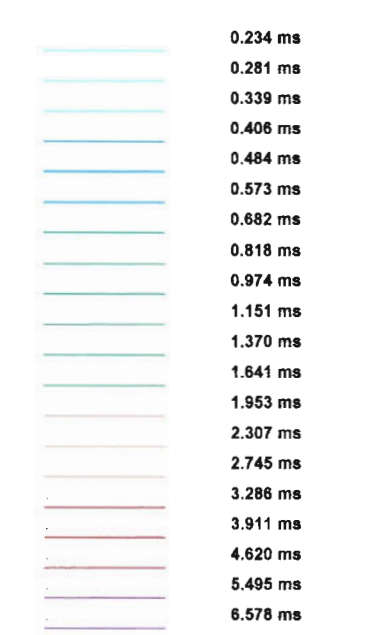 0.234 ms
0.281 ms
0.339 ms
0.406 ms
0.484 ms
0.573 ms
0.682 ms
0.818 ms
0.974 ms
1.151 ms
1.370 ms
1.641 ms
1.953 ms
2.307 ms
2.745 ms
3.286 ms
3.911 ms
4.620 ms
5.495 ms
6.578 ms